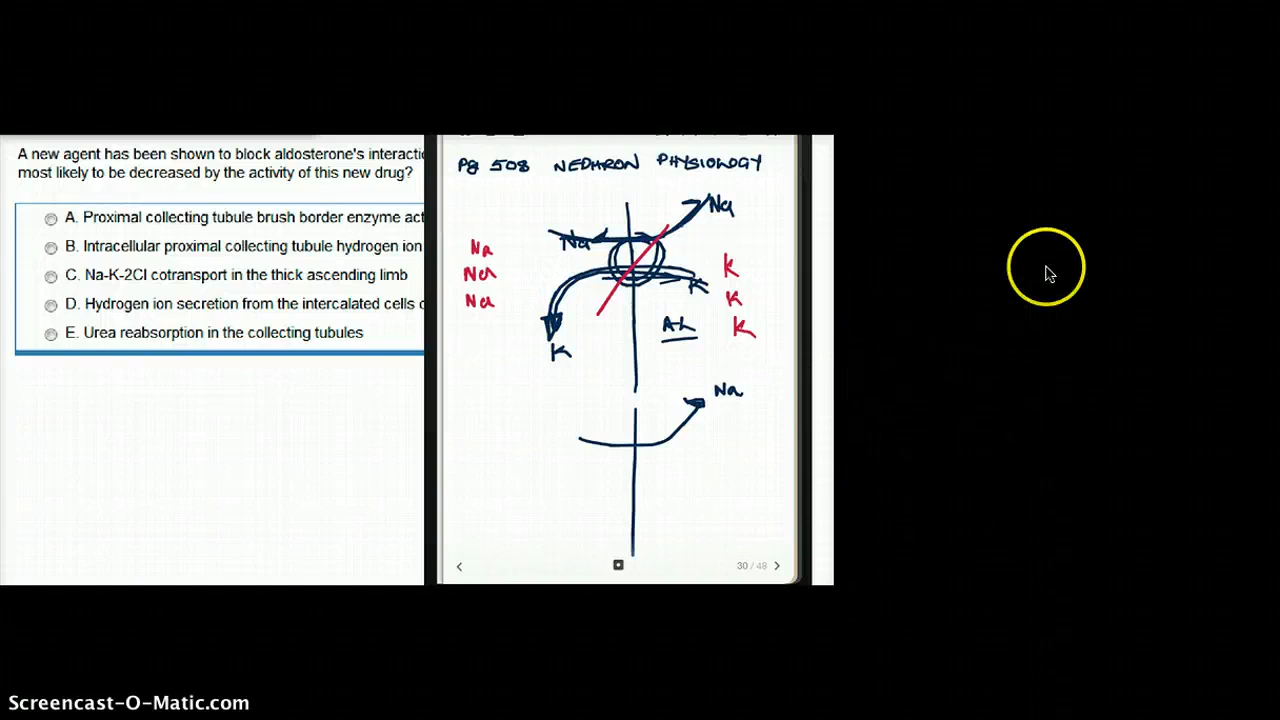 A new agent has been shown to block aldosterone's interacti
most likely to be decreased by the activity of this new drug?
A. Proximal collecting tubule brush border enzyme act
B. Intracellular proximal collecting tubule hydrogen ion
C. Na-K-2Cl cotransport in the thick ascending limb
D. Hydrogen ion secretion from the intercalated cells
E. Urea reabsorption in the collecting tubules
Pg 508 NEPHRON PHYSIOLOGY
Na
Na
Na
Na
Na
K
K
K
K
K
Na
30 / 48
Screencast-O-Matic.com